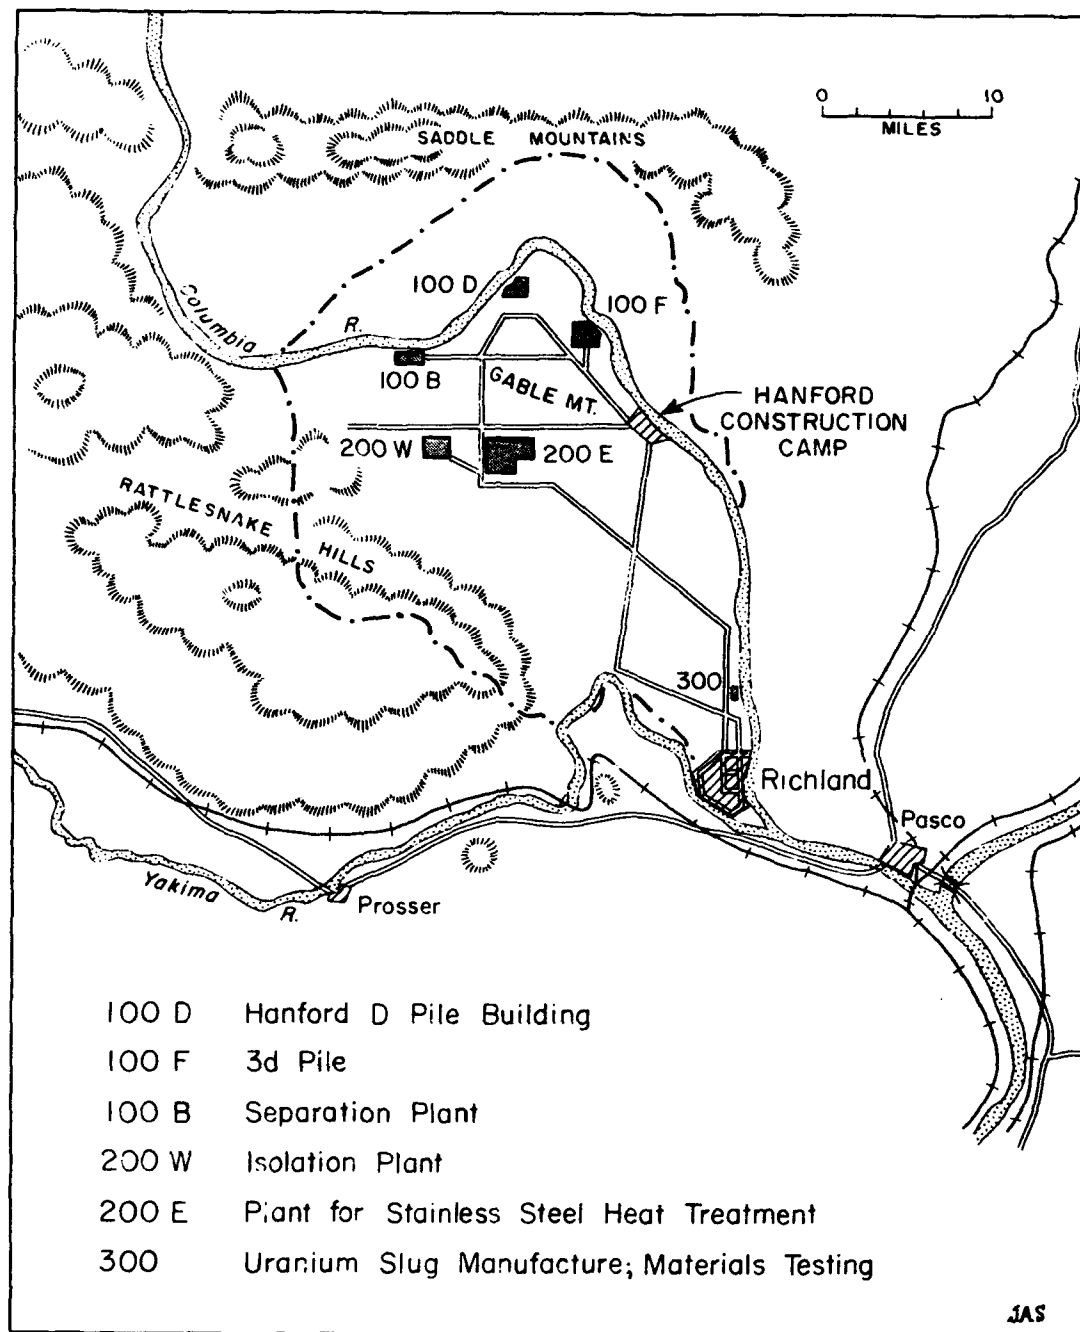 0 10
MILES
SADDLE MOUNTAINS
100 D
100 F
Columbia R.
100 B
GABLE MT.
HANFORD
CONSTRUCTION
CAMP
200 W
200 E
RATTLESNAKE HILLS
300
Richland
Pasco
Yakima R.
Prosser
100 D Hanford D Pile Building
100 F 3d Pile
100 B Separation Plant
200 W Isolation Plant
200 E Plant for Stainless Steel Heat Treatment
300 Uranium Slug Manufacture; Materials Testing
JAS